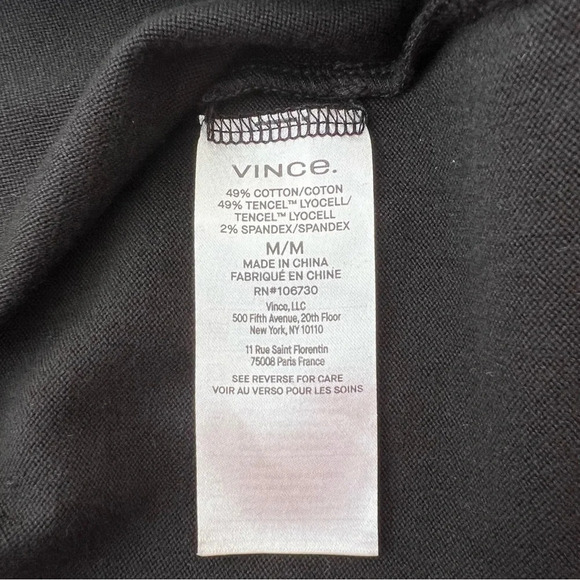 VINCE.
49% COTTON/COTON
49% TENCEL™ LYOCELL/
TENCEL™ LYOCELL
2% SPANDEX/SPANDEX
M/M
MADE IN CHINA
FABRIQUÉ EN CHINE
RN#106730
Vince, LLC
500 Fifth Avenue, 20th Floor
New York, NY 10110
11 Rue Saint Florentin
75008 Paris France
SEE REVERSE FOR CARE
VOIR AU VERSO POUR LES SOINS